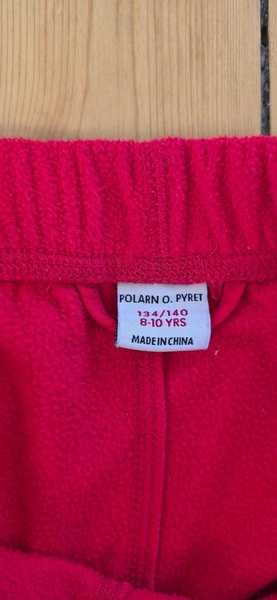 POLARN O. PYRET
134/140
8-10 YRS
MADE IN CHINA